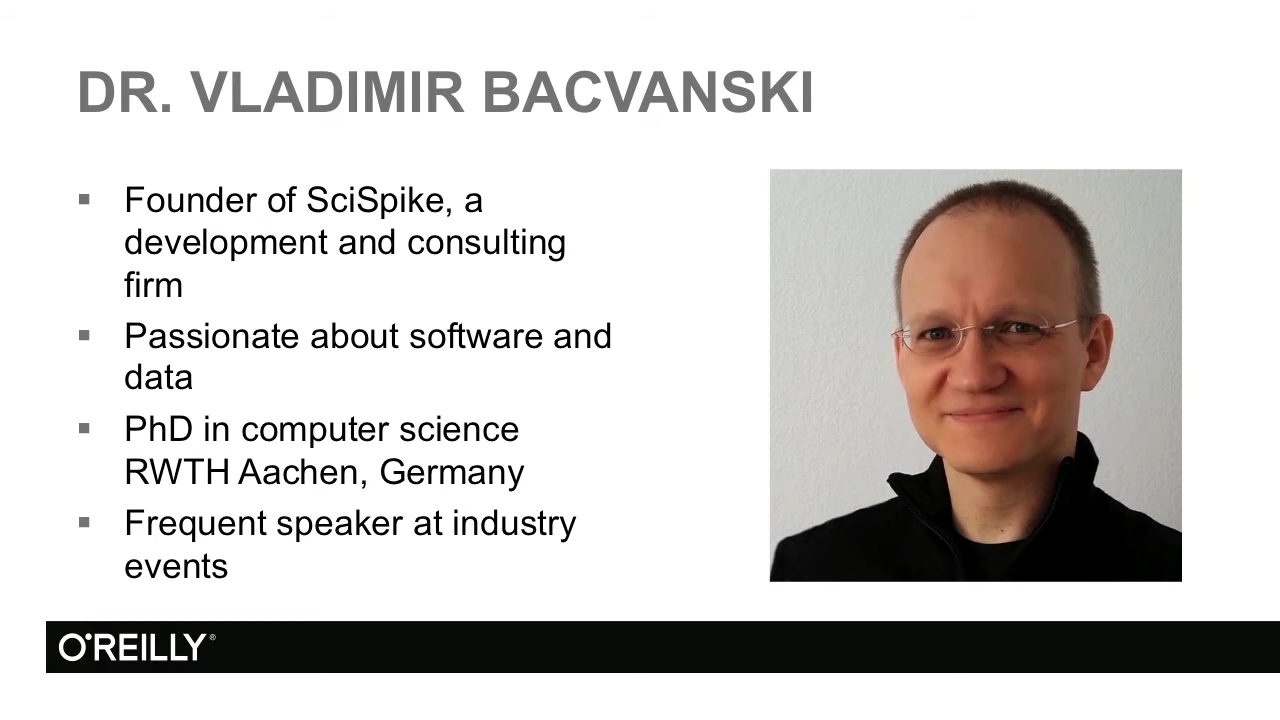 DR. VLADIMIR BACVANSKI
▪ Founder of SciSpike, a
development and consulting
firm
▪ Passionate about software and
data
▪ PhD in computer science
RWTH Aachen, Germany
▪ Frequent speaker at industry
events
O'REILLY®